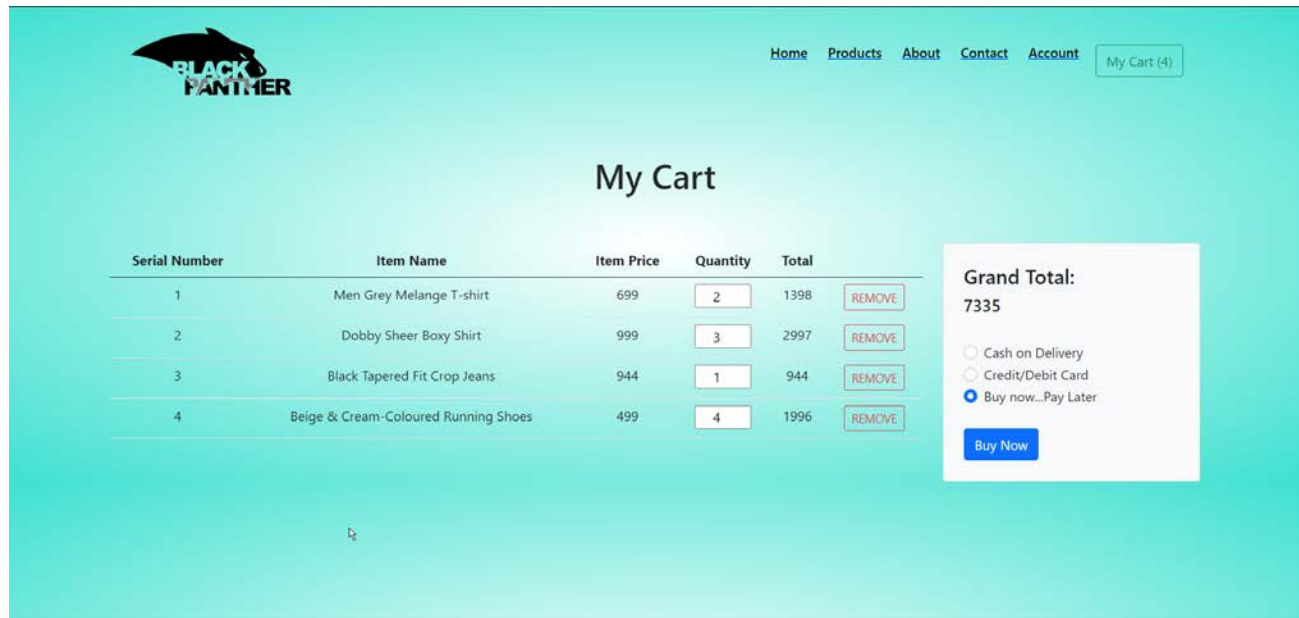 BLACK
PANTHER
Home Products About Contact Account My Cart (4)
My Cart
Serial Number Item Name Item Price Quantity Total
1 Men Grey Melange T-shirt 699 2 1398 REMOVE
2 Dobby Sheer Boxy Shirt 999 3 2997 REMOVE
3 Black Tapered Fit Crop Jeans 944 1 944 REMOVE
4 Beige & Cream-Coloured Running Shoes 499 4 1996 REMOVE
Grand Total:
7335
Cash on Delivery
Credit/Debit Card
Buy now...Pay Later
Buy Now